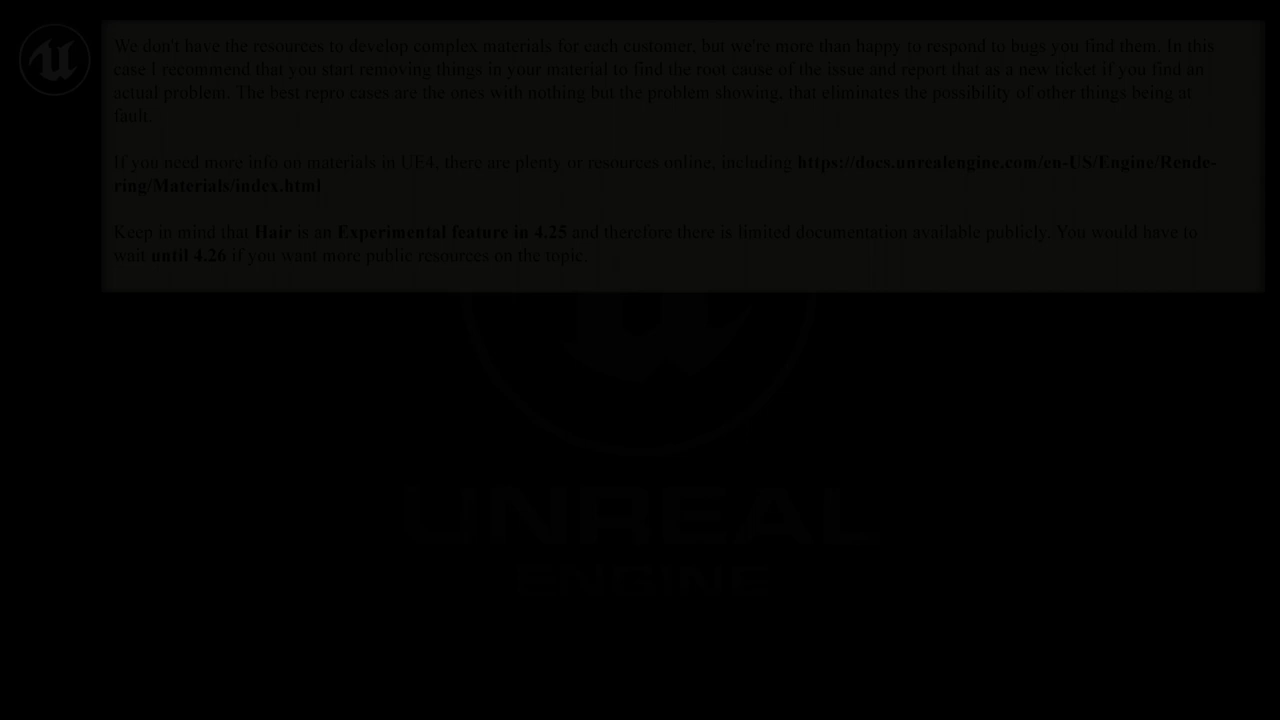 We don't have the resources to develop complex materials for each customer, but we're more than happy to respond to bugs you find them. In this
case I recommend that you start removing things in your material to find the root cause of the issue and report that as a new ticket if you find an
actual problem. The best repro cases are the ones with nothing but the problem showing, that eliminates the possibility of other things being at
fault.
If you need more info on materials in UE4, there are plenty or resources online, including https://docs.unrealengine.com/en-US/Engine/Rende-
ring/Materials/index.html
Keep in mind that Hair is an Experimental feature in 4.25 and therefore there is limited documentation available publicly. You would have to
wait until 4.26 if you want more public resources on the topic.
UNREAL
ENGINE